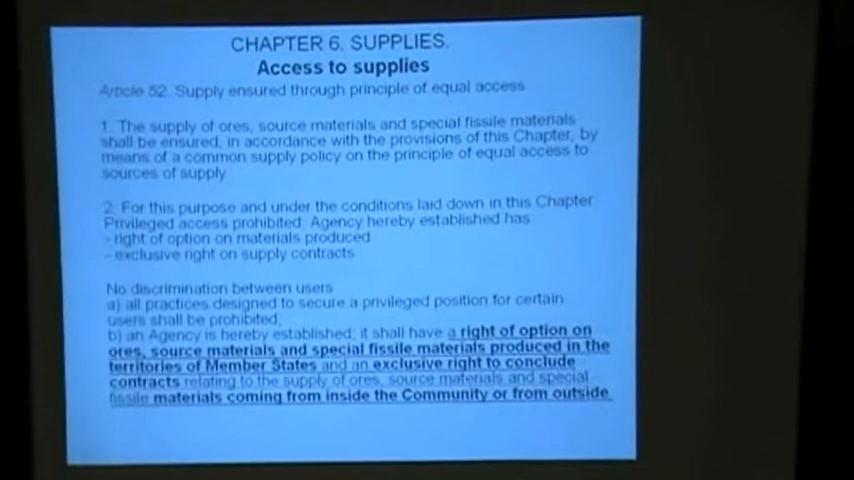 CHAPTER 6. SUPPLIES.
Access to supplies
Article 52. Supply ensured through principle of equal access
1. The supply of ores, source materials and special fissile materials
shall be ensured, in accordance with the provisions of this Chapter, by
means of a common supply policy on the principle of equal access to
sources of supply
2. For this purpose and under the conditions laid down in this Chapter
Privileged access prohibited; Agency hereby established has
- right of option on materials produced
- exclusive right on supply contracts
No discrimination between users
a) all practices designed to secure a privileged position for certain
users shall be prohibited;
b) an Agency is hereby established; it shall have a right of option on
ores, source materials and special fissile materials produced in the
territories of Member States and an exclusive right to conclude
contracts relating to the supply of ores, source materials and special
fissile materials coming from inside the Community or from outside.